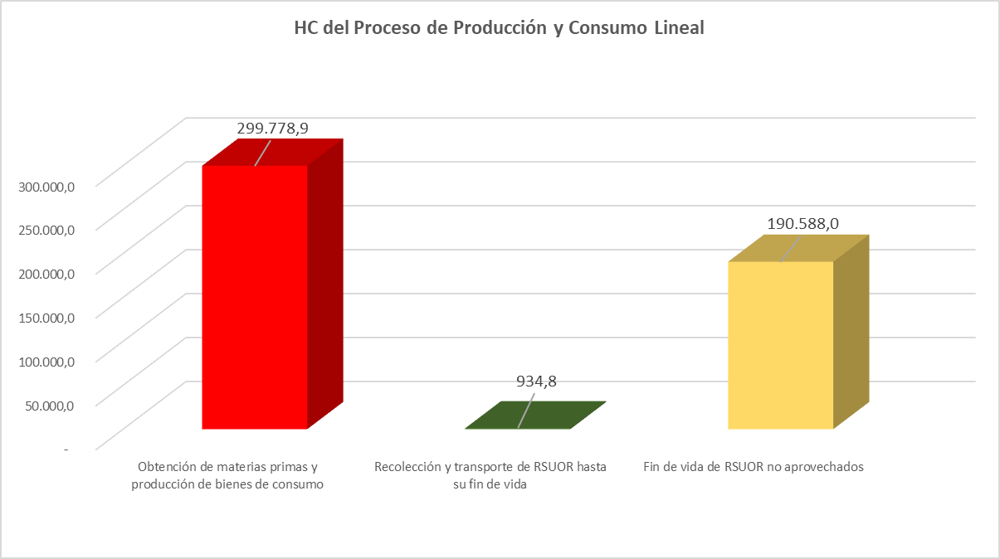 HC del Proceso de Producción y Consumo Lineal
299.778,9
934,8
190.588,0
300.000,0
250.000,0
200.000,0
150.000,0
100.000,0
50.000,0
-
Obtención de materias primas y
producción de bienes de consumo
Recolección y transporte de RSUOR hasta
su fin de vida
Fin de vida de RSUOR no aprovechados